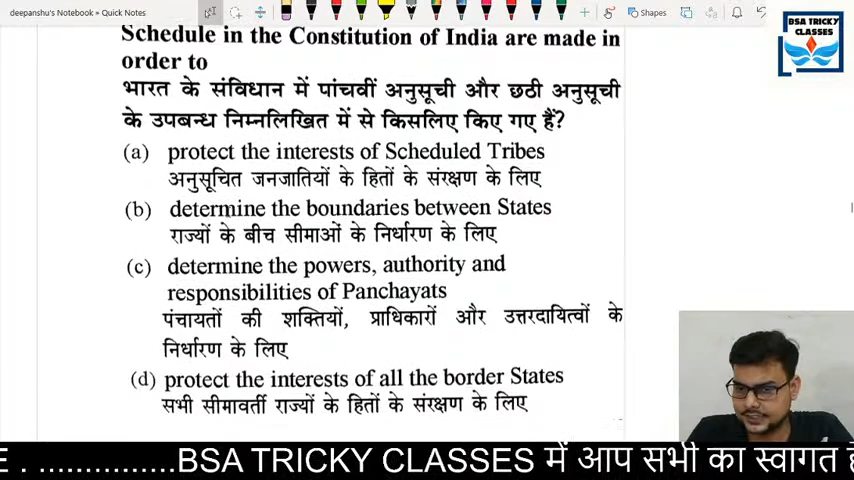 deepanshu's Notebook » Quick Notes
Shapes
BSA TRICKY
CLASSES
Schedule in the Constitution of India are made in
order to
भारत के संविधान में पांचवीं अनुसूची और छठी अनुसूची
के उपबन्ध निम्नलिखित में से किसलिए किए गए हैं?
(a) protect the interests of Scheduled Tribes
अनुसूचित जनजातियों के हितों के संरक्षण के लिए
(b) determine the boundaries between States
राज्यों के बीच सीमाओं के निर्धारण के लिए
(c) determine the powers, authority and
responsibilities of Panchayats
पंचायतों की शक्तियों, प्राधिकारों और उत्तरदायित्वों के
निर्धारण के लिए
(d) protect the interests of all the border States
सभी सीमावर्ती राज्यों के हितों के संरक्षण के लिए
E . ...............BSA TRICKY CLASSES में आप सभी का स्वागत है